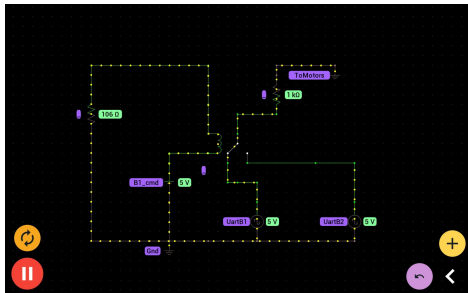 ToMotors
1 kΩ
106 Ω
B1_cmd
5 V
UartB1
5 V
UartB2
5 V
Gnd